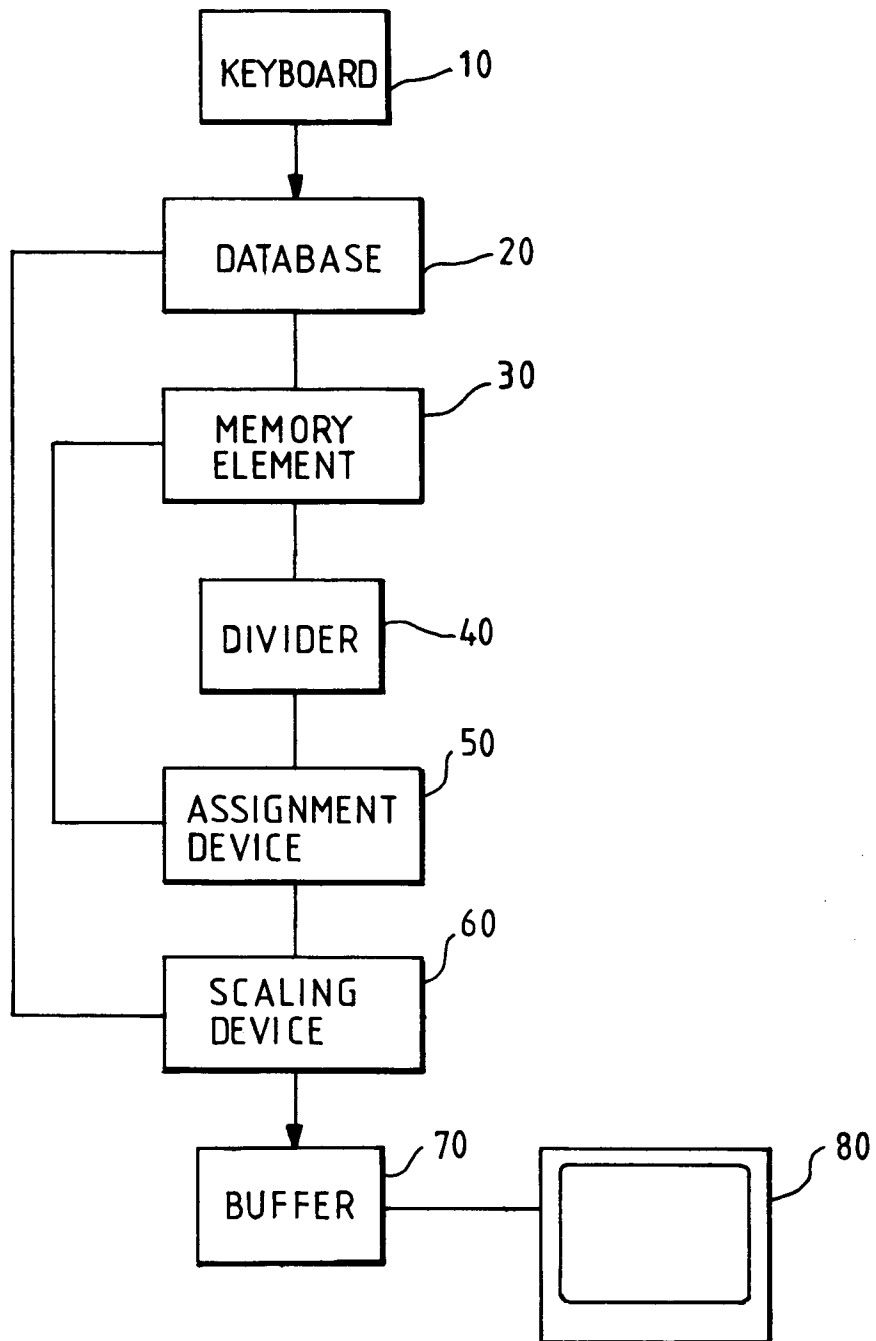 KEYBOARD
10
DATABASE
20
30
MEMORY
ELEMENT
DIVIDER
40
50
ASSIGNMENT
DEVICE
60
SCALING
DEVICE
70
BUFFER
80